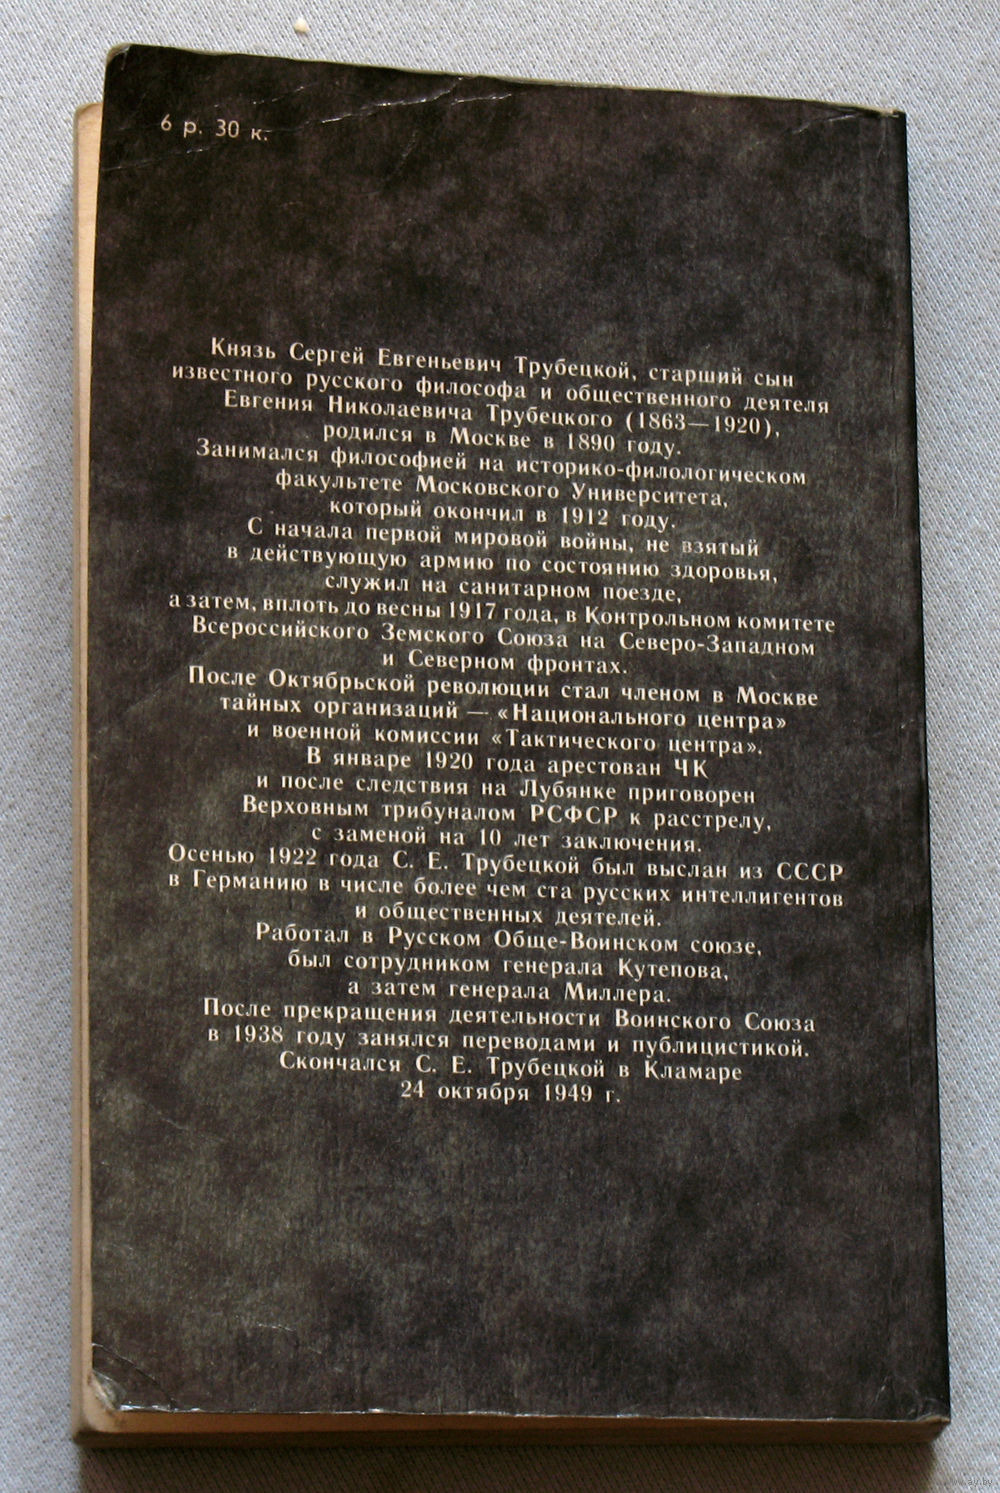 6 р. 30 к.
Князь Сергей Евгеньевич Трубецкой, старший сын
известного русского философа и общественного деятеля
Евгения Николаевича Трубецкого (1863—1920),
родился в Москве в 1890 году.
Занимался философией на историко-филологическом
факультете Московского Университета,
который окончил в 1912 году.
С начала первой мировой войны, не взятый
в действующую армию по состоянию здоровья,
служил на санитарном поезде,
а затем, вплоть до весны 1917 года, в Контрольном комитете
Всероссийского Земского Союза на Северо-Западном
и Северном фронтах.
После Октябрьской революции стал членом в Москве
тайных организаций — «Национального центра»
и военной комиссии «Тактического центра».
В январе 1920 года арестован ЧК
и после следствия на Лубянке приговорен
Верховным трибуналом РСФСР к расстрелу,
с заменой на 10 лет заключения.
Осенью 1922 года С. Е. Трубецкой был выслан из СССР
в Германию в числе более чем ста русских интеллигентов
и общественных деятелей.
Работал в Русском Обще-Воинском союзе,
был сотрудником генерала Кутепова,
а затем генерала Миллера.
После прекращения деятельности Воинского Союза
в 1938 году занялся переводами и публицистикой.
Скончался С. Е. Трубецкой в Кламаре
24 октября 1949 г.
www.ay.by